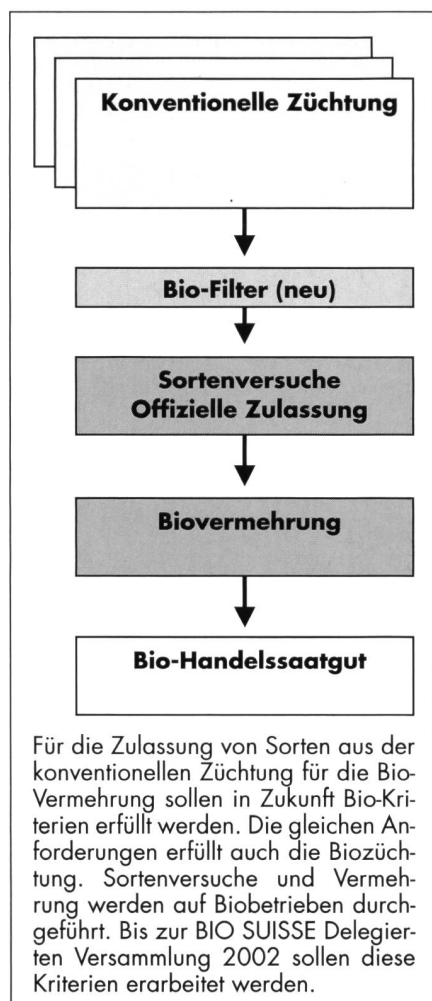 Konventionelle Züchtung
Bio-Filter (neu)
Sortenversuche
Offizielle Zulassung
Biovermehrung
Bio-Handelssaatgut
Für die Zulassung von Sorten aus der
konventionellen Züchtung für die Bio-
Vermehrung sollen in Zukunft Bio-Kri-
terien erfüllt werden. Die gleichen An-
forderungen erfüllt auch die Biozüch-
tung. Sortenversuche und Vermeh-
rung werden auf Biobetrieben durch-
geführt. Bis zur BIO SUISSE Delegier-
ten Versammlung 2002 sollen diese
Kriterien erarbeitet werden.